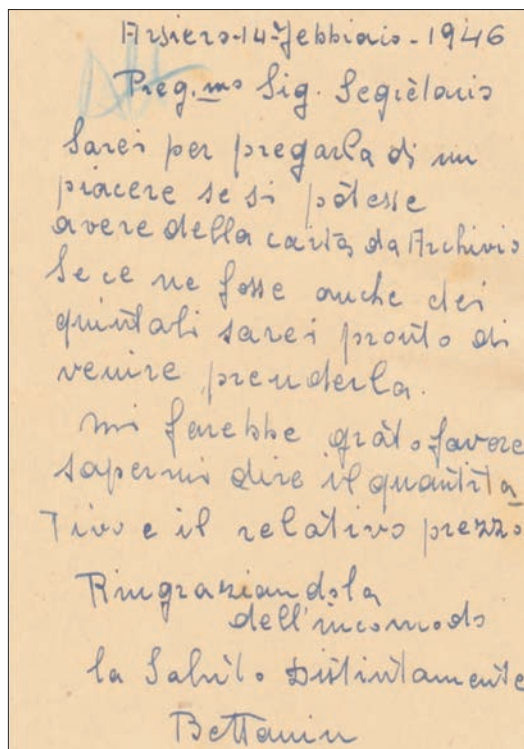 Arsiero-14-febbraio-1946
Preg.mo Sig. Segretario
Sarei per pregarla di un
piacere se si potesse
avere della carta da Archivio
Se ce ne fosse anche dei
quintali sarei pronto di
venire prenderla.
mi farebbe grato favore
sapermi dire il quantita
Tivo e il relativo prezzo
Ringraziandola
dell'incomodo
la Saluto Distintamente
Bettanin